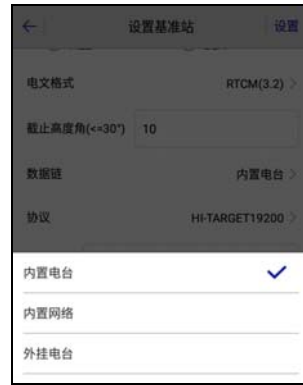 ← 设置基准站 设置
电文格式 RTCM(3.2) >
截止高度角(<=30°) 10
数据链 内置电台 >
协议 HI-TARGET19200 >
内置电台
内置网络
外挂电台